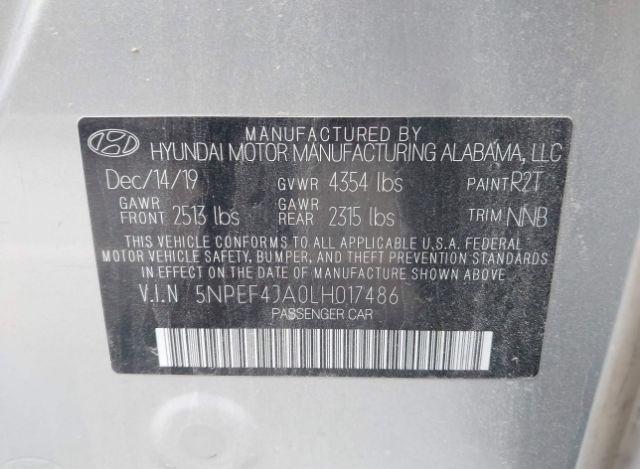 MANUFACTURED BY
HYUNDAI MOTOR MANUFACTURING ALABAMA, LLC
Dec/14/19 GVWR 4354 lbs PAINT R2T
GAWR FRONT 2513 lbs GAWR REAR 2315 lbs TRIM NNB
THIS VEHICLE CONFORMS TO ALL APPLICABLE U.S.A. FEDERAL
MOTOR VEHICLE SAFETY, BUMPER, AND THEFT PREVENTION
STANDARDS IN EFFECT ON THE DATE OF MANUFACTURE SHOWN ABOVE.
V.I.N 5NPEF4JA0LH017486
PASSENGER CAR